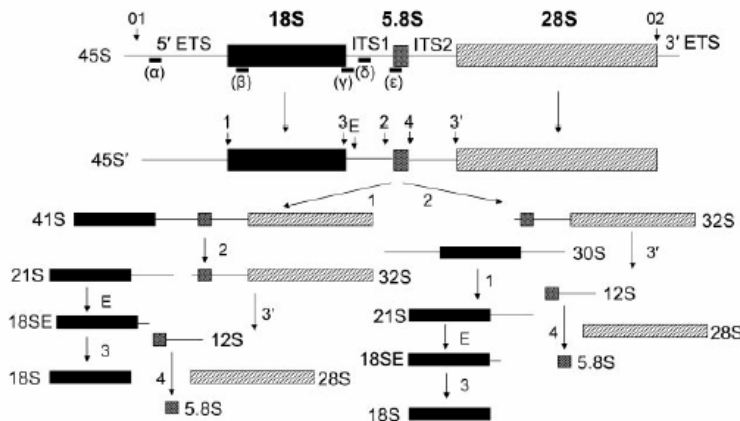 01 18S 5.8S 28S 02
5′ ETS ITS1 ITS2 3′ ETS
45S
(α) (β) (γ) (δ) (ε)
1 3 E 2 4 3′
45S′
1 2
41S 32S
2 30S 3′
21S 32S 1 12S
E 3′ 21S 4 28S
18SE 12S E 5.8S
3 4 18SE
18S 28S 3
5.8S 18S